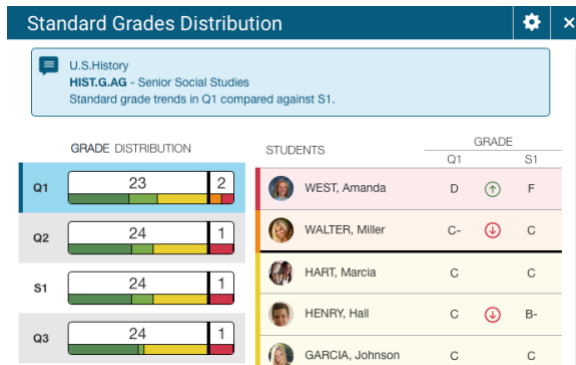 Standard Grades Distribution
×
U.S.History
HIST.G.AG - Senior Social Studies
Standard grade trends in Q1 compared against S1.
GRADE DISTRIBUTION
STUDENTS
GRADE
Q1 S1
Q1 23 2
Q2 24 1
S1 24 1
Q3 24 1
WEST, Amanda D F
WALTER, Miller C- C
HART, Marcia C C
HENRY, Hall C B-
GARCIA, Johnson C C